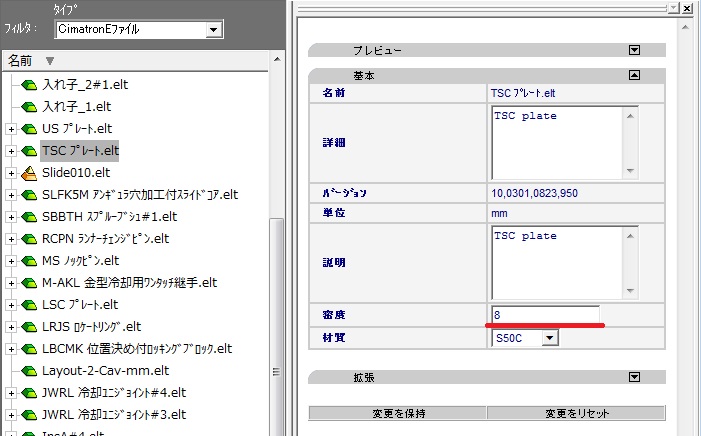 ﾀｲﾌﾟ
ﾌｨﾙﾀ：
CimatronEファイル
名前
入れ子_2#1.elt
入れ子_1.elt
US ﾌﾟﾚｰﾄ.elt
TSC ﾌﾟﾚｰﾄ.elt
Slide010.elt
SLFK5M ｱﾝｷﾞｭﾗ穴加工付ｽﾗｲﾄﾞｺｱ.elt
SBBTH ｽﾌﾟﾙｰﾌﾞｼｭ#1.elt
RCPN ﾗﾝﾅｰﾁｪﾝｼﾞﾋﾟﾝ.elt
MS ﾉｯｸﾋﾟﾝ.elt
M-AKL 金型冷却用ﾜﾝﾀｯﾁ継手.elt
LSC ﾌﾟﾚｰﾄ.elt
LRJS ﾛｹｰﾄﾘﾝｸﾞ.elt
LBCMK 位置決め付ﾛｯｷﾝｸﾞﾌﾞﾛｯｸ.elt
Layout-2-Cav-mm.elt
JWRL 冷却ﾕﾆｼﾞｮｲﾝﾄ#4.elt
JWRL 冷却ﾕﾆｼﾞｮｲﾝﾄ#3.elt
InsA#4.elt
プレビュー
基本
名前 TSC ﾌﾟﾚｰﾄ.elt
詳細 TSC plate
ﾊﾞｰｼﾞｮﾝ 10,0301,0823,950
単位 mm
説明 TSC plate
密度 8
材質 S50C
拡張
変更を保持 変更をリセット